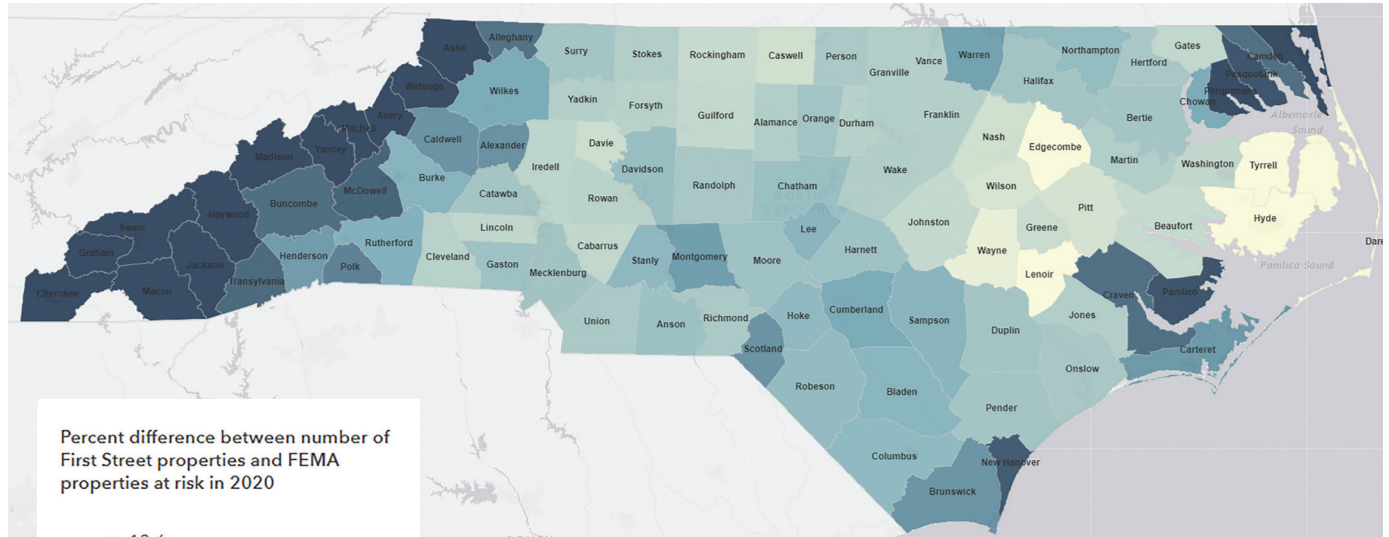 Ashe
Alleghany
Surry
Stokes
Rockingham
Caswell
Person
Vance
Granville
Warren
Northampton
Gates
Hertford
Halifax
Camden
Pasquotank
Perquimans
Chowan
Watauga
Wilkes
Yadkin
Forsyth
Guilford
Alamance
Orange
Durham
Franklin
Nash
Edgecombe
Bertie
Albemarle
Sound
Avery
Mitchell
Yancey
Madison
Caldwell
Alexander
Iredell
Davie
Davidson
Randolph
Chatham
Wake
Wilson
Martin
Washington
Tyrrell
McDowell
Burke
Catawba
Rowan
NORTH
CAROLINA
Johnston
Greene
Pitt
Beaufort
Hyde
Dare
Buncombe
Haywood
Swain
Graham
Cherokee
Jackson
Macon
Transylvania
Henderson
Polk
Rutherford
Cleveland
Lincoln
Gaston
Mecklenburg
Cabarrus
Stanly
Montgomery
Moore
Lee
Harnett
Wayne
Lenoir
Craven
Pamlico
Pamlico Sound
Union
Anson
Richmond
Scotland
Hoke
Cumberland
Sampson
Duplin
Jones
Onslow
Carteret
Robeson
Bladen
Pender
Columbus
Brunswick
New Hanover
Percent difference between number of
First Street properties and FEMA
properties at risk in 2020